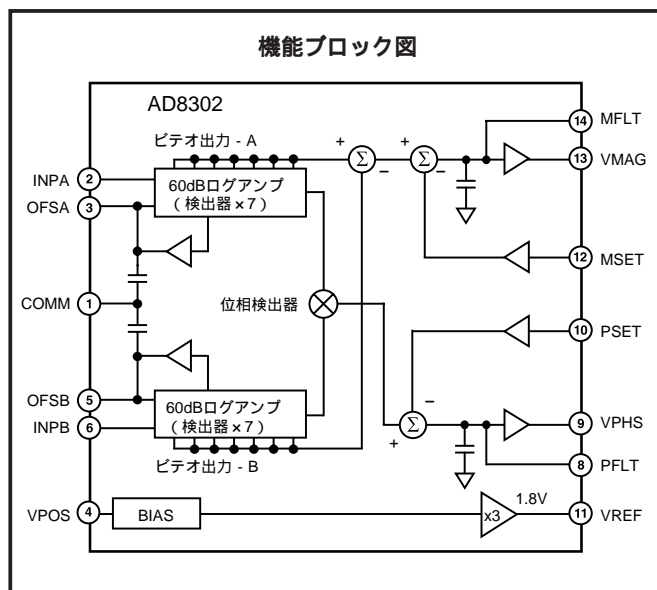 機能ブロック図
AD8302
ビデオ出力 - A
+
Σ
-
+
Σ
-
14 MFLT
13 VMAG
INPA 2
OFSA 3
60dBログアンプ
(検出器×7)
12 MSET
COMM 1
位相検出器
10 PSET
-
Σ
+
OFSB 5
INPB 6
60dBログアンプ
(検出器×7)
ビデオ出力 - B
9 VPHS
8 PFLT
VPOS 4
BIAS
x3
1.8V
11 VREF